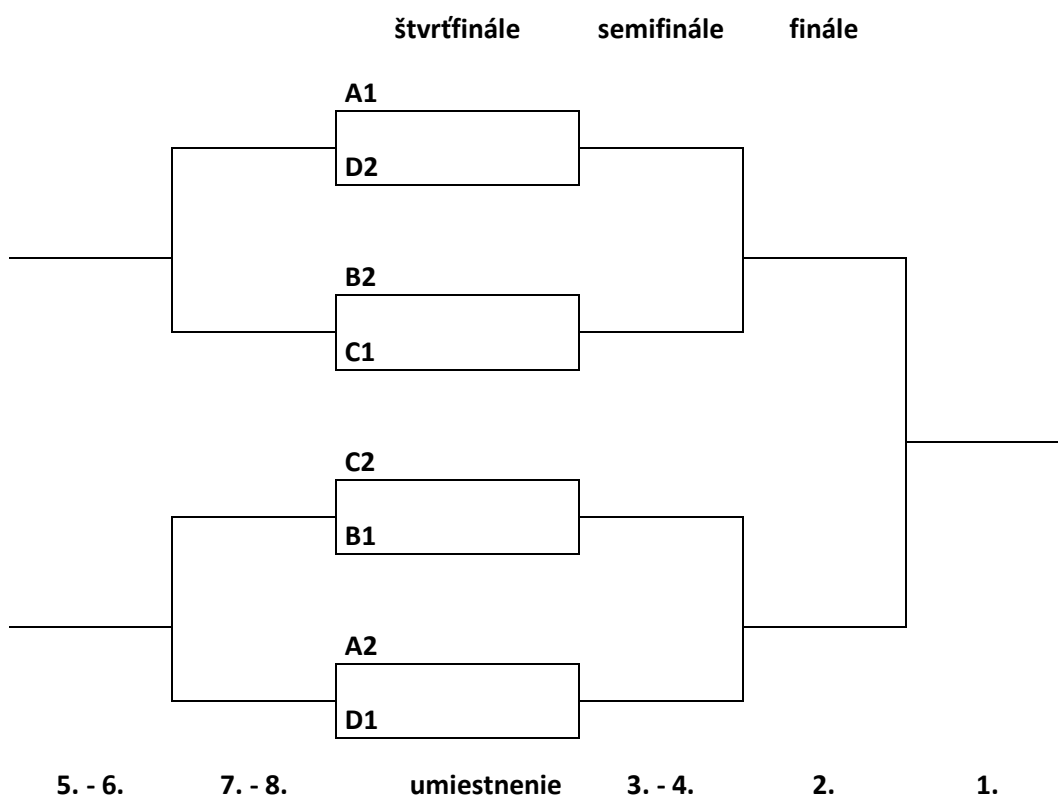 štvrťfinále semifinále finále
A1
D2
B2
C1
C2
B1
A2
D1
5. - 6. 7. - 8. umiestnenie 3. - 4. 2. 1.